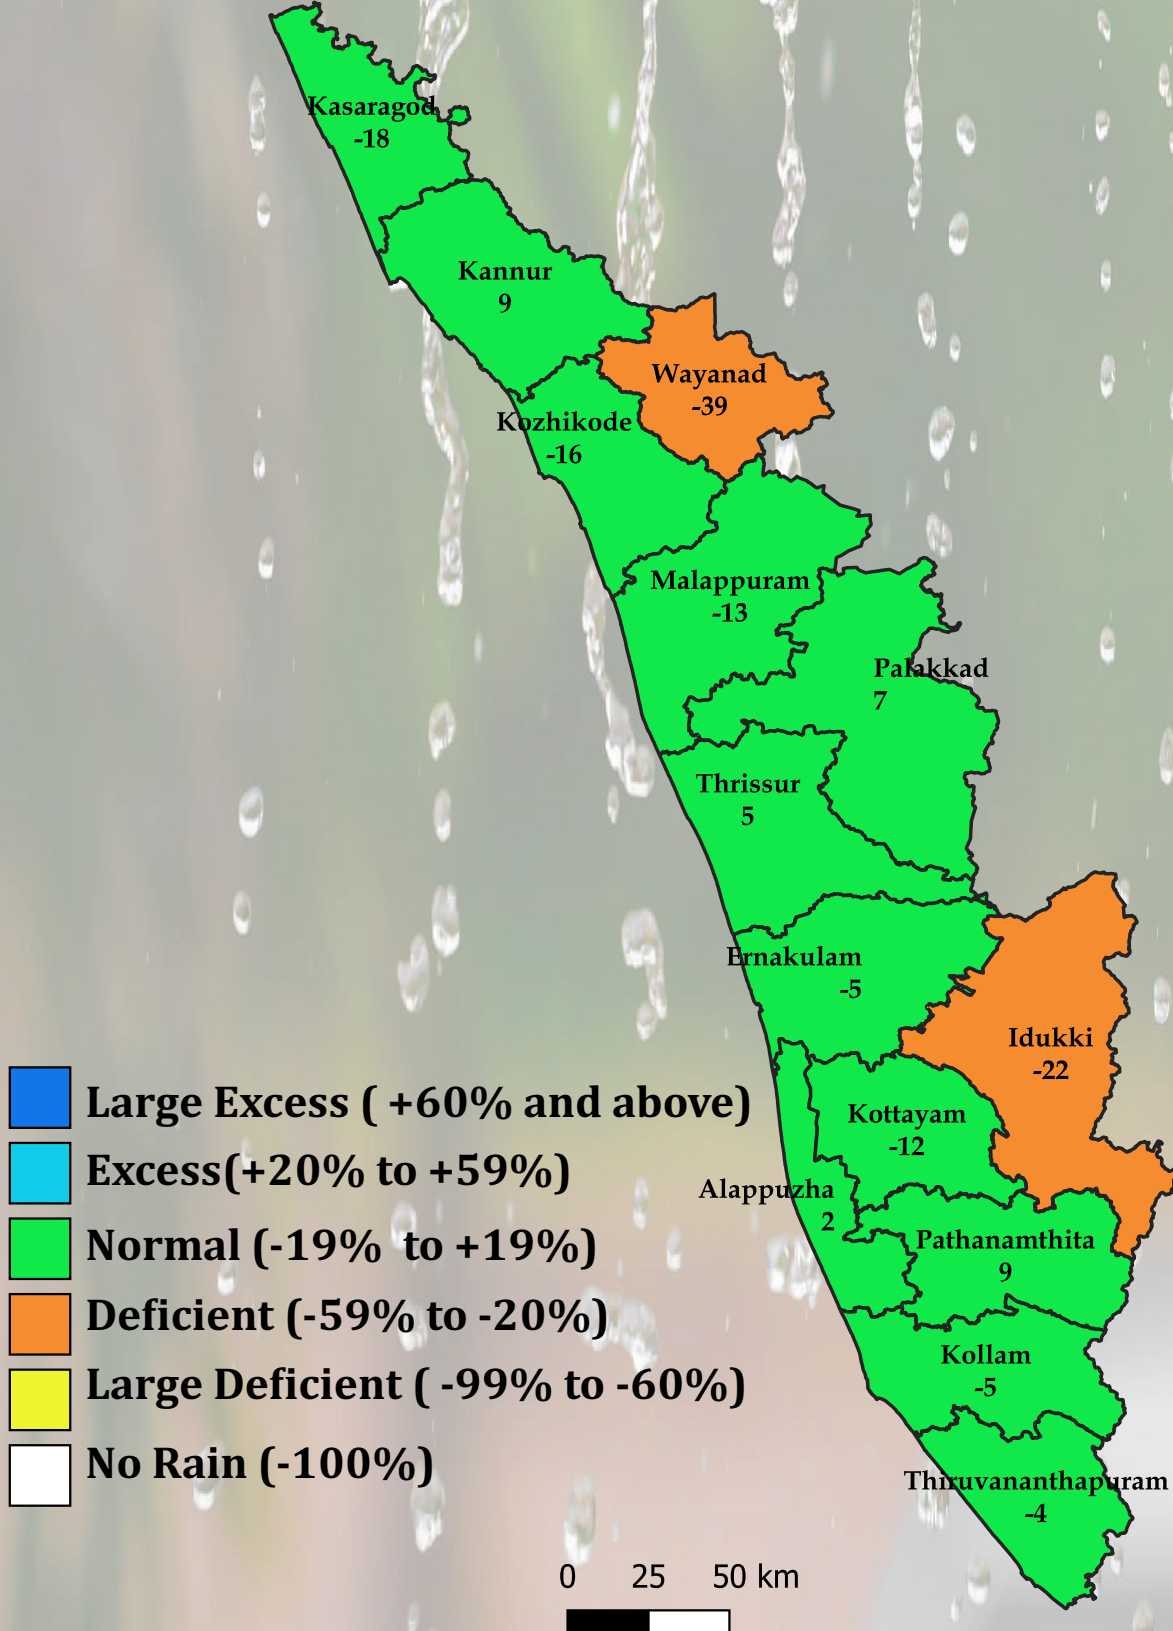 Kasaragod
-18
Kannur
9
Wayanad
-39
Kozhikode
-16
Malappuram
-13
Palakkad
7
Thrissur
5
Ernakulam
-5
Idukki
-22
Kottayam
-12
Alappuzha
2
Pathanamthita
9
Kollam
-5
Thiruvananthapuram
-4
Large Excess ( +60% and above)
Excess(+20% to +59%)
Normal (-19% to +19%)
Deficient (-59% to -20%)
Large Deficient ( -99% to -60%)
No Rain (-100%)
0 25 50 km